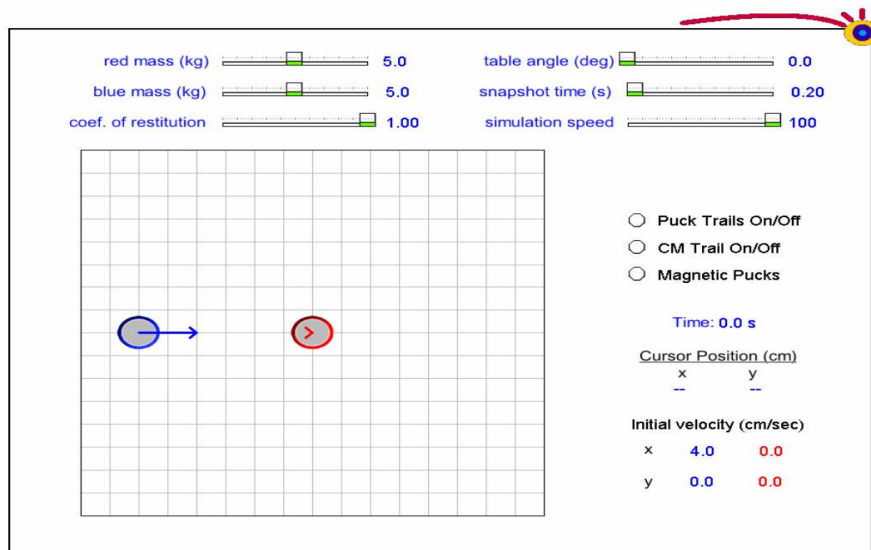 red mass (kg) 5.0 table angle (deg) 0.0
blue mass (kg) 5.0 snapshot time (s) 0.20
coef. of restitution 1.00 simulation speed 100
Puck Trails On/Off
CM Trail On/Off
Magnetic Pucks
Time: 0.0 s
Cursor Position (cm)
x y
-- --
Initial velocity (cm/sec)
x 4.0 0.0
y 0.0 0.0